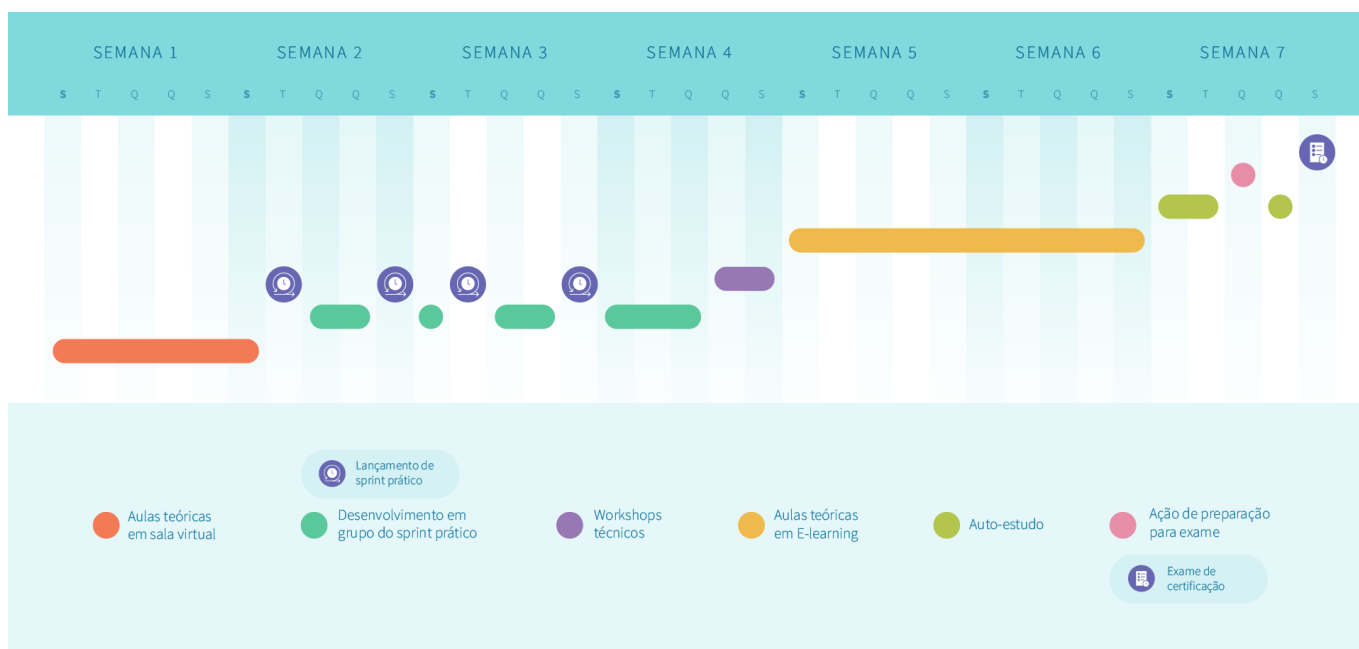 SEMANA 1 SEMANA 2 SEMANA 3 SEMANA 4 SEMANA 5 SEMANA 6 SEMANA 7
S T Q Q S S T Q Q S S T Q Q S S T Q Q S S T Q Q S S T Q Q S S T Q Q S
Lançamento de
sprint prático
Aulas teóricas
em sala virtual
Desenvolvimento em
grupo do sprint prático
Workshops
técnicos
Aulas teóricas
em E-learning
Auto-estudo
Ação de preparação
para exame
Exame de
certificação